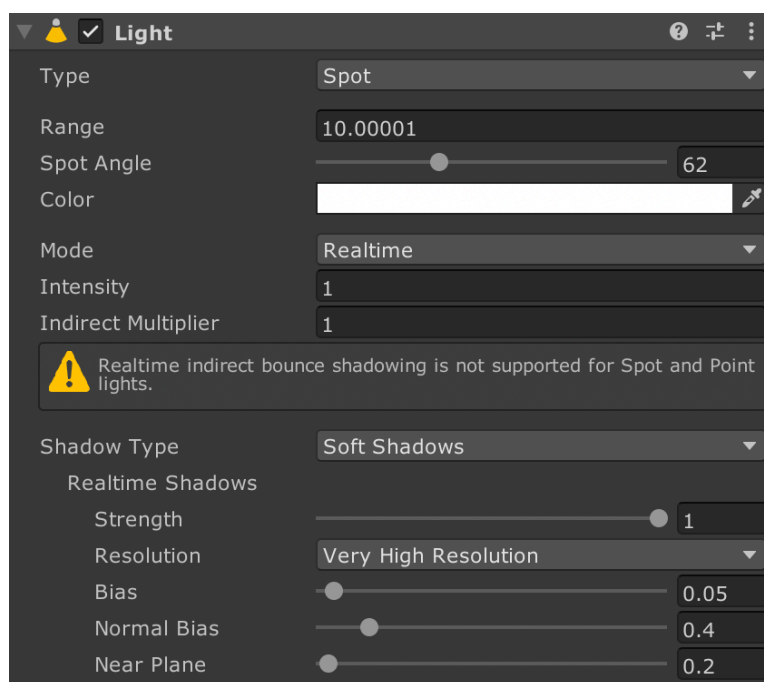 Light
Type Spot
Range 10.00001
Spot Angle 62
Color
Mode Realtime
Intensity 1
Indirect Multiplier 1
Realtime indirect bounce shadowing is not supported for Spot and Point
lights.
Shadow Type Soft Shadows
Realtime Shadows
Strength 1
Resolution Very High Resolution
Bias 0.05
Normal Bias 0.4
Near Plane 0.2